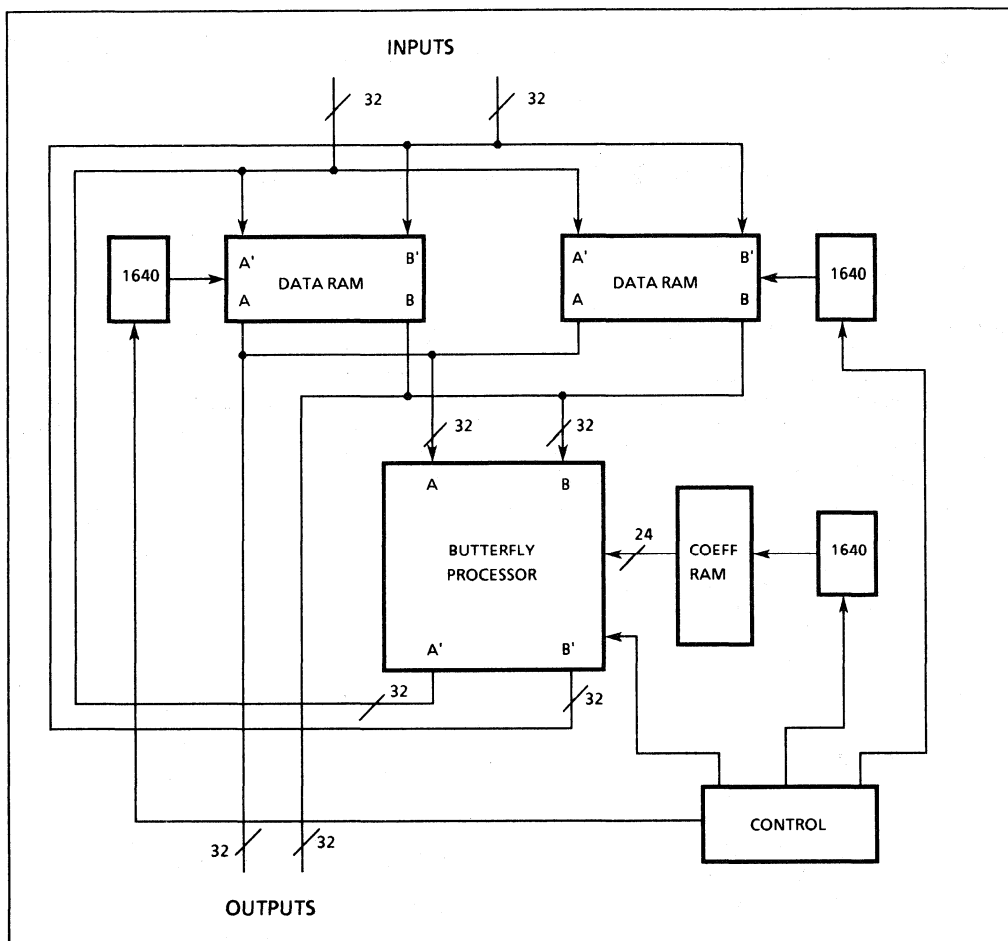 INPUTS
32
32
1640
A'
B'
DATA RAM
A
B
A'
B'
DATA RAM
A
B
1640
32
32
A
B
BUTTERFLY
PROCESSOR
A'
B'
24
COEFF
RAM
1640
32
32
CONTROL
32
32
OUTPUTS